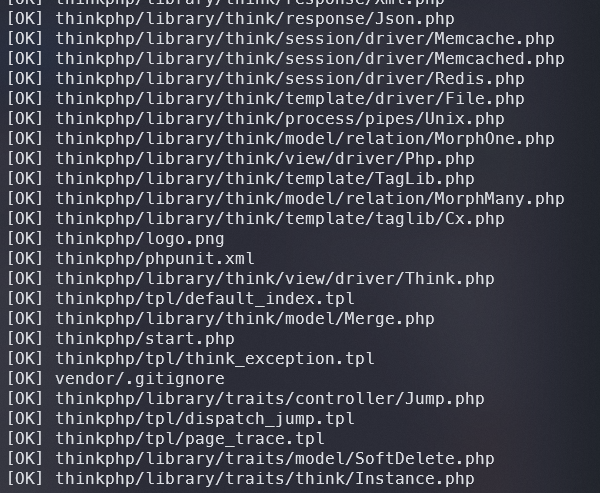 [OK] thinkphp/library/think/response/Xml.php
[OK] thinkphp/library/think/response/Json.php
[OK] thinkphp/library/think/session/driver/Memcache.php
[OK] thinkphp/library/think/session/driver/Memcached.php
[OK] thinkphp/library/think/session/driver/Redis.php
[OK] thinkphp/library/think/template/driver/File.php
[OK] thinkphp/library/think/process/pipes/Unix.php
[OK] thinkphp/library/think/model/relation/MorphOne.php
[OK] thinkphp/library/think/view/driver/Php.php
[OK] thinkphp/library/think/template/TagLib.php
[OK] thinkphp/library/think/model/relation/MorphMany.php
[OK] thinkphp/library/think/template/taglib/Cx.php
[OK] thinkphp/logo.png
[OK] thinkphp/phpunit.xml
[OK] thinkphp/library/think/view/driver/Think.php
[OK] thinkphp/tpl/default_index.tpl
[OK] thinkphp/library/think/model/Merge.php
[OK] thinkphp/start.php
[OK] thinkphp/tpl/think_exception.tpl
[OK] vendor/.gitignore
[OK] thinkphp/library/traits/controller/Jump.php
[OK] thinkphp/tpl/dispatch_jump.tpl
[OK] thinkphp/tpl/page_trace.tpl
[OK] thinkphp/library/traits/model/SoftDelete.php
[OK] thinkphp/library/traits/think/Instance.php